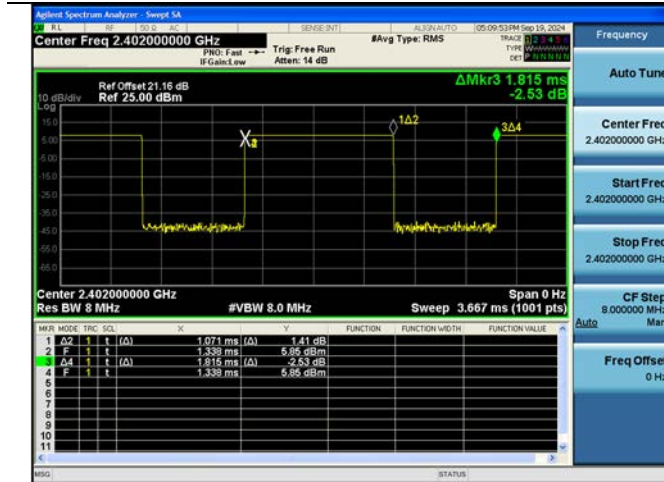 Agilent Spectrum Analyzer - Swept SA
RL RF 50 Ω AC SENSE:INT ALIGN AUTO 05:09:53 PM Sep 19, 2024
Center Freq 2.402000000 GHz
PNO: Fast
IFGain:Low
Trig: Free Run
Atten: 14 dB
#Avg Type: RMS
TRACE 1 2 3 4 5 6
TYPE
DET P N N N N N
ΔMkr3 1.815 ms
-2.53 dB
Ref Offset 21.16 dB
10 dB/div Ref 25.00 dBm
Log
15.0
5.00
-5.00
-15.0
-25.0
-35.0
-45.0
-55.0
-65.0
1Δ2
3Δ4
Center 2.402000000 GHz Span 0 Hz
Res BW 8 MHz #VBW 8.0 MHz Sweep 3.667 ms (1001 pts)
MKR MODE TRC SCL X Y FUNCTION FUNCTION WIDTH FUNCTION VALUE
1 Δ2 1 t (Δ) 1.071 ms (Δ) 1.41 dB
2 F 1 t 1.338 ms 5.85 dBm
3 Δ4 1 t (Δ) 1.815 ms (Δ) -2.53 dB
4 F 1 t 1.338 ms 5.85 dBm
5
6
7
8
9
10
11
MSG STATUS
Frequency
Auto Tune
Center Freq
2.402000000 GHz
Start Freq
2.402000000 GHz
Stop Freq
2.402000000 GHz
CF Step
8.000000 MHz
Auto Man
Freq Offset
0 Hz